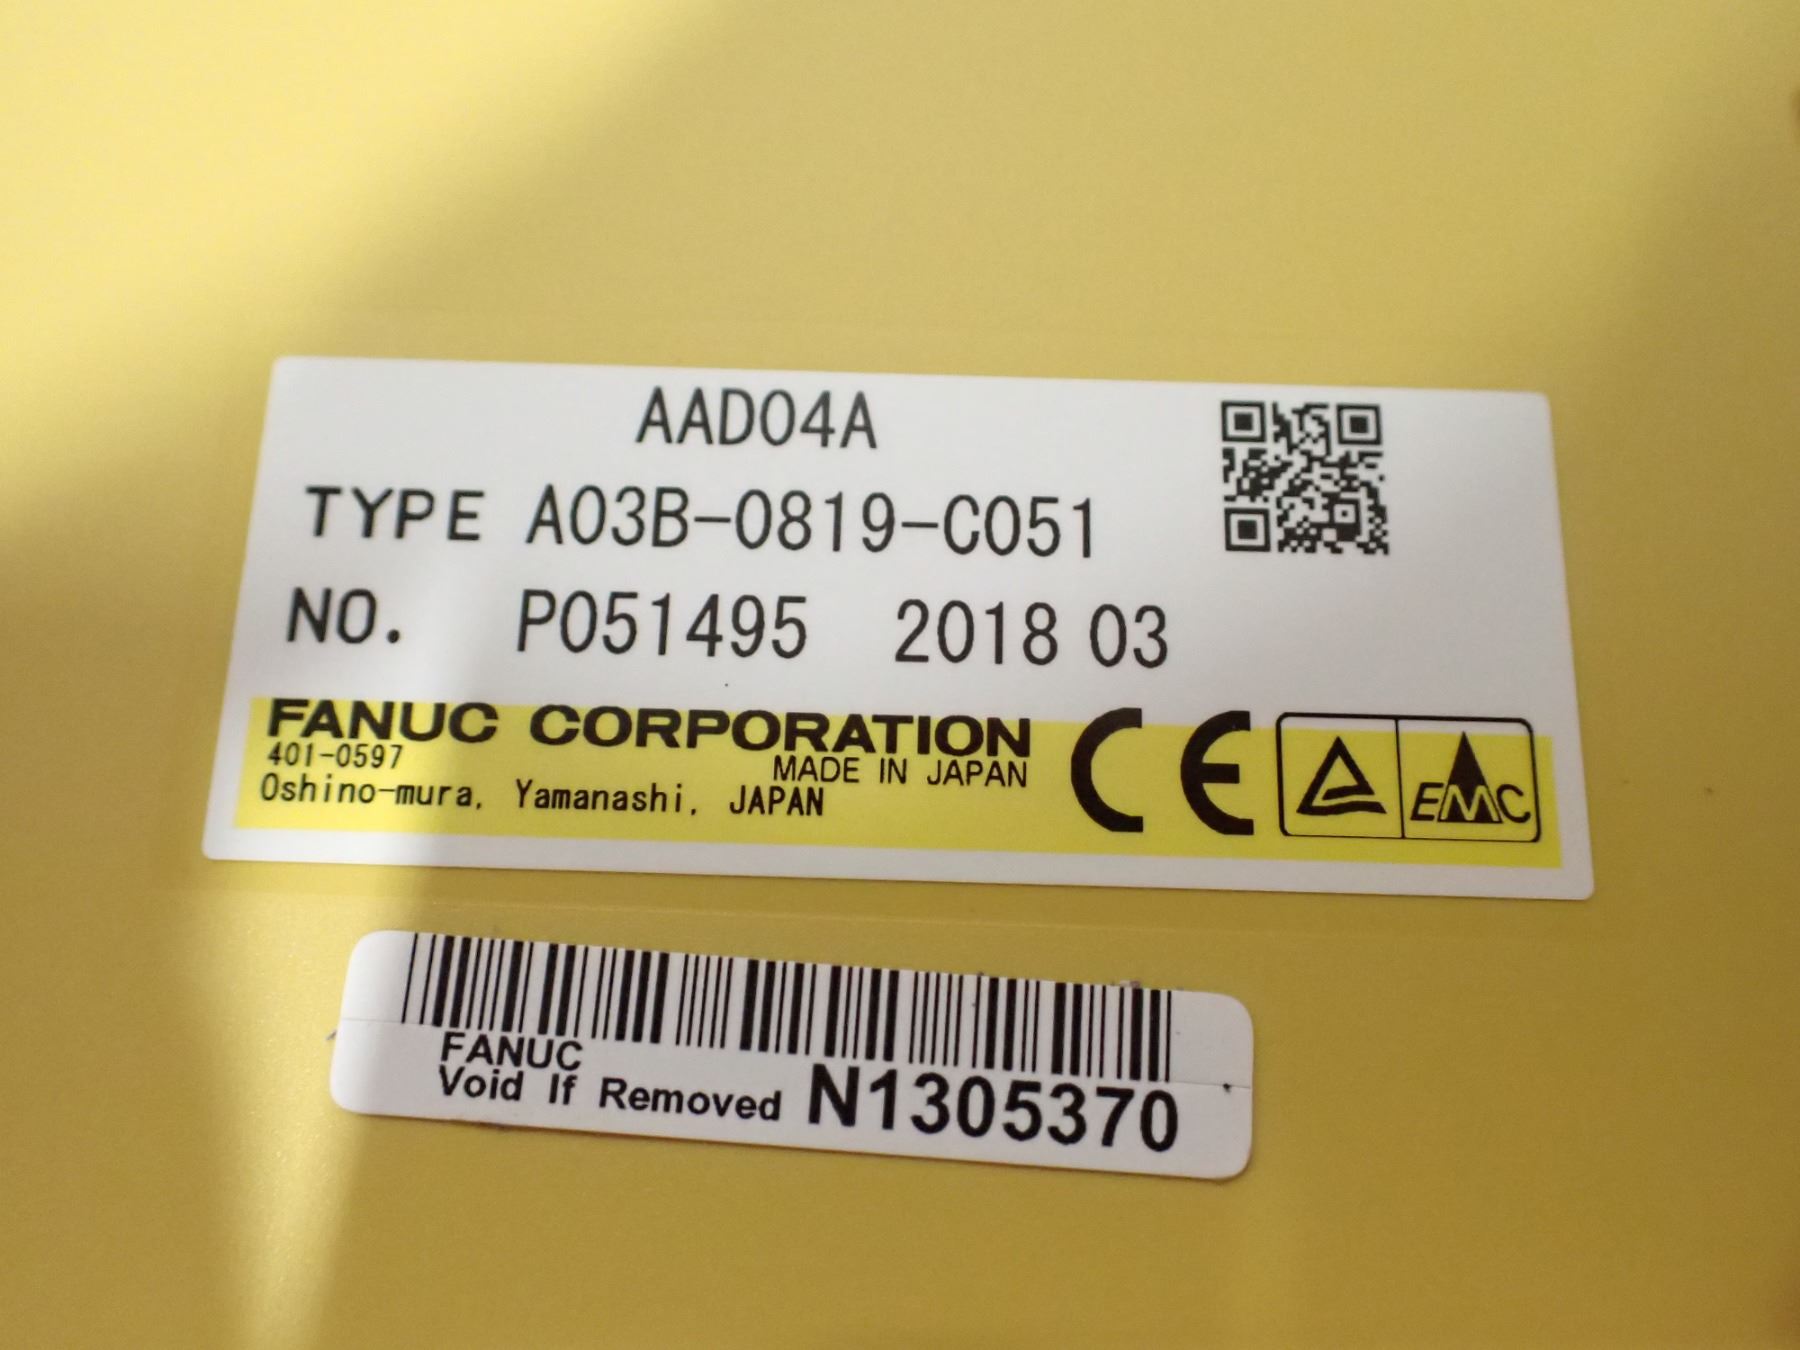 AAD04A
TYPE A03B-0819-C051
NO. P051495 2018 03
FANUC CORPORATION
401-0597
MADE IN JAPAN
Oshino-mura, Yamanashi, JAPAN
CE
EMC
FANUC
Void If Removed N1305370